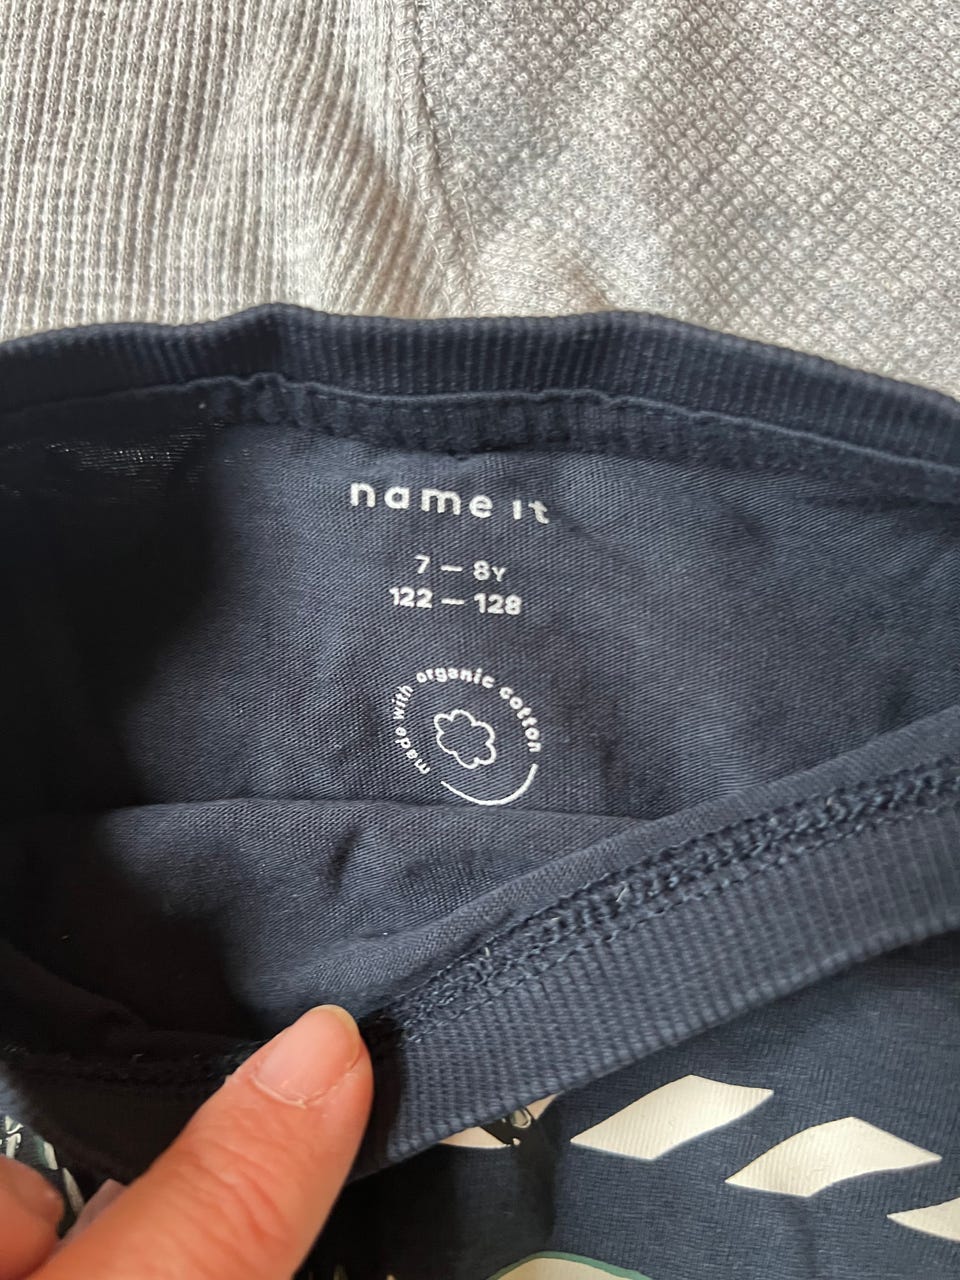 name it
7 – 8Y
122 – 128
made with organic cotton